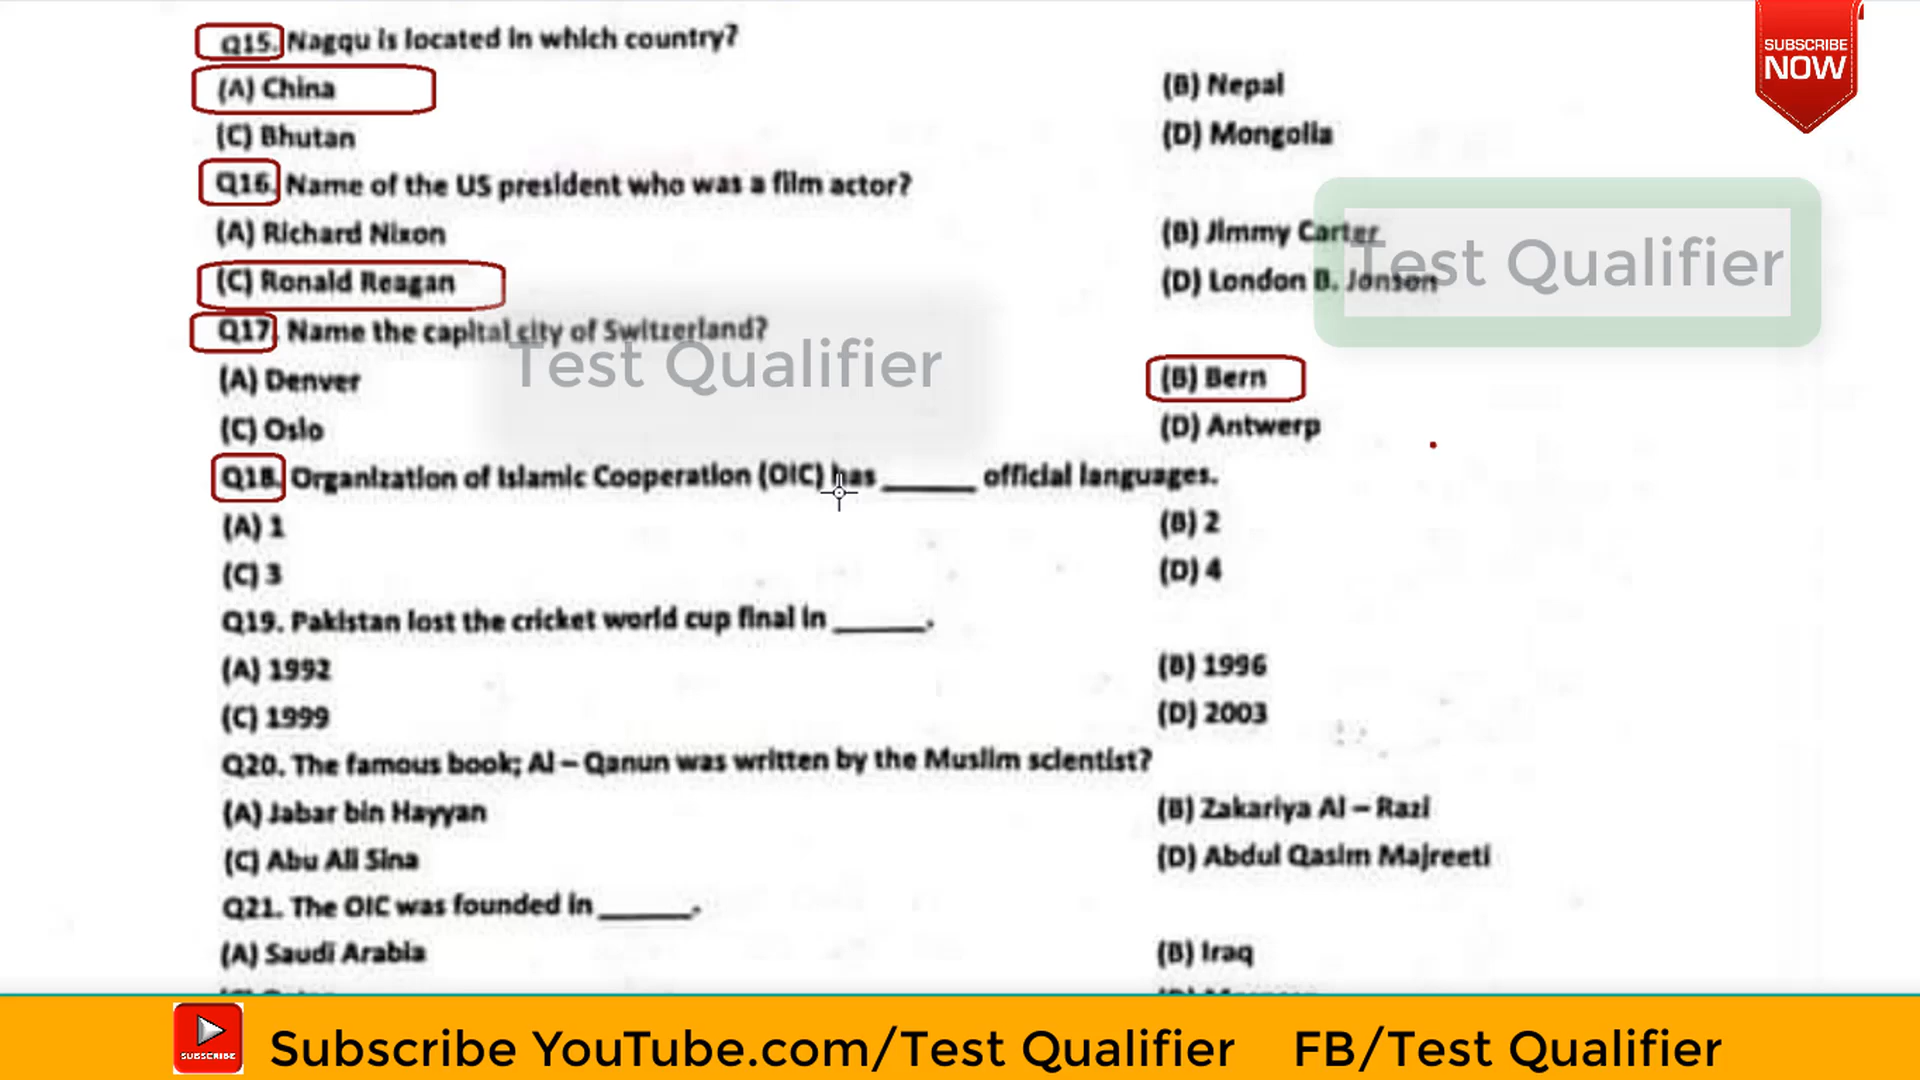 Q15. Nagqu is located in which country?
(A) China (B) Nepal
(C) Bhutan (D) Mongolia
Q16. Name of the US president who was a film actor?
(A) Richard Nixon (B) Jimmy Carter
(C) Ronald Reagan (D) London B. Jonson
Q17 Name the capital city of Switzerland?
(A) Denver (B) Bern
(C) Oslo (D) Antwerp
Q18. Organization of Islamic Cooperation (OIC) has ______ official languages.
(A) 1 (B) 2
(C) 3 (D) 4
Q19. Pakistan lost the cricket world cup final in ______.
(A) 1992 (B) 1996
(C) 1999 (D) 2003
Q20. The famous book; Al – Qanun was written by the Muslim scientist?
(A) Jabar bin Hayyan (B) Zakariya Al – Razi
(C) Abu Ali Sina (D) Abdul Qasim Majreeti
Q21. The OIC was founded in ______.
(A) Saudi Arabia (B) Iraq
SUBSCRIBE
NOW
Test Qualifier
Test Qualifier
SUBSCRIBE
Subscribe YouTube.com/Test Qualifier FB/Test Qualifier